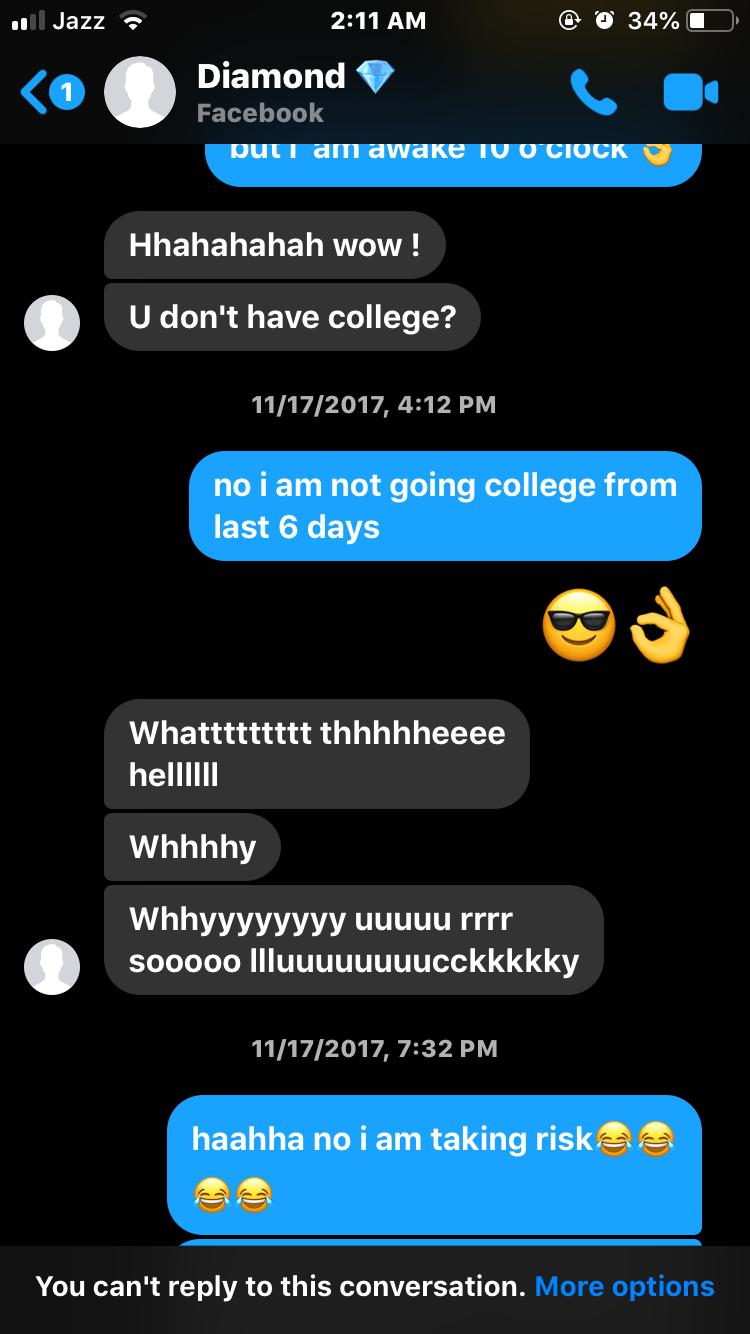 Jazz 2:11 AM 34%
1 Diamond 💎
Facebook
but i am awake 10 o'clock 👌
Hhahahahah wow !
U don't have college?
11/17/2017, 4:12 PM
no i am not going college from
last 6 days
😎👌
Whatttttttttt thhhhheeee
hellllll
Whhhhy
Whhyyyyyyyy uuuuu rrrr
sooooo llluuuuuuuucckkkkky
11/17/2017, 7:32 PM
haahha no i am taking risk😂😂
😂😂
You can't reply to this conversation. More options